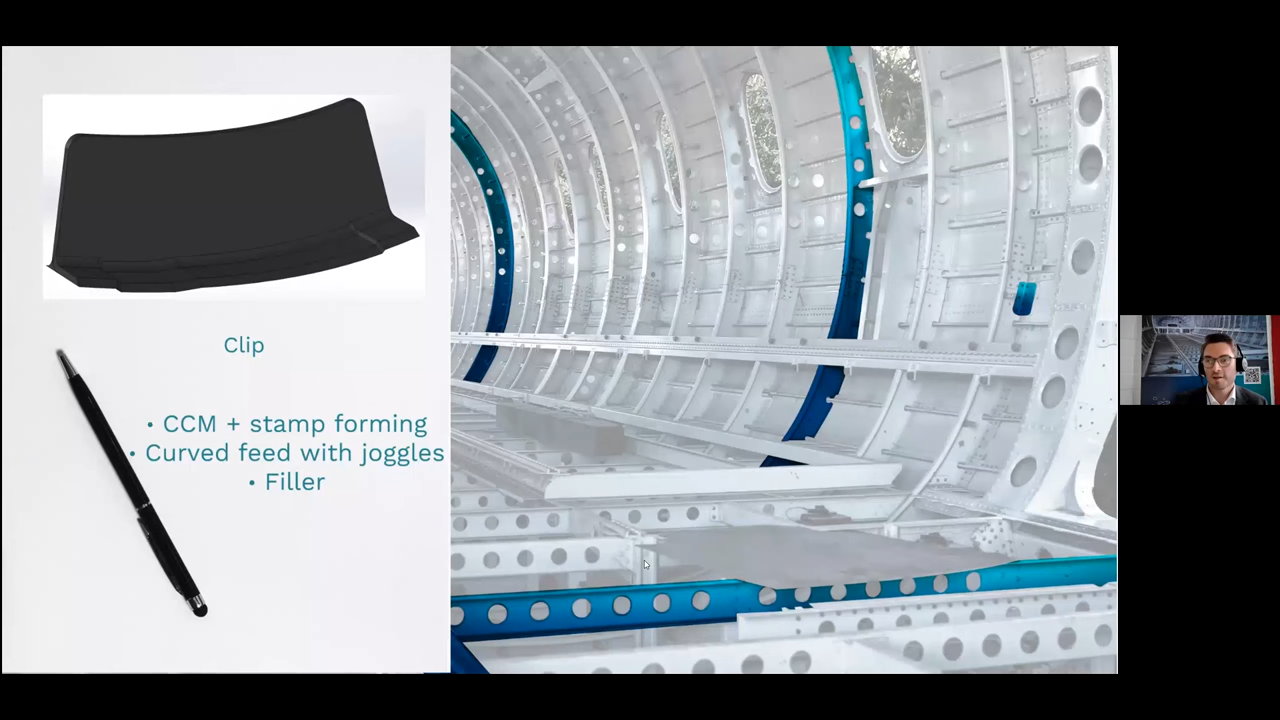 Clip
• CCM + stamp forming
• Curved feed with joggles
• Filler